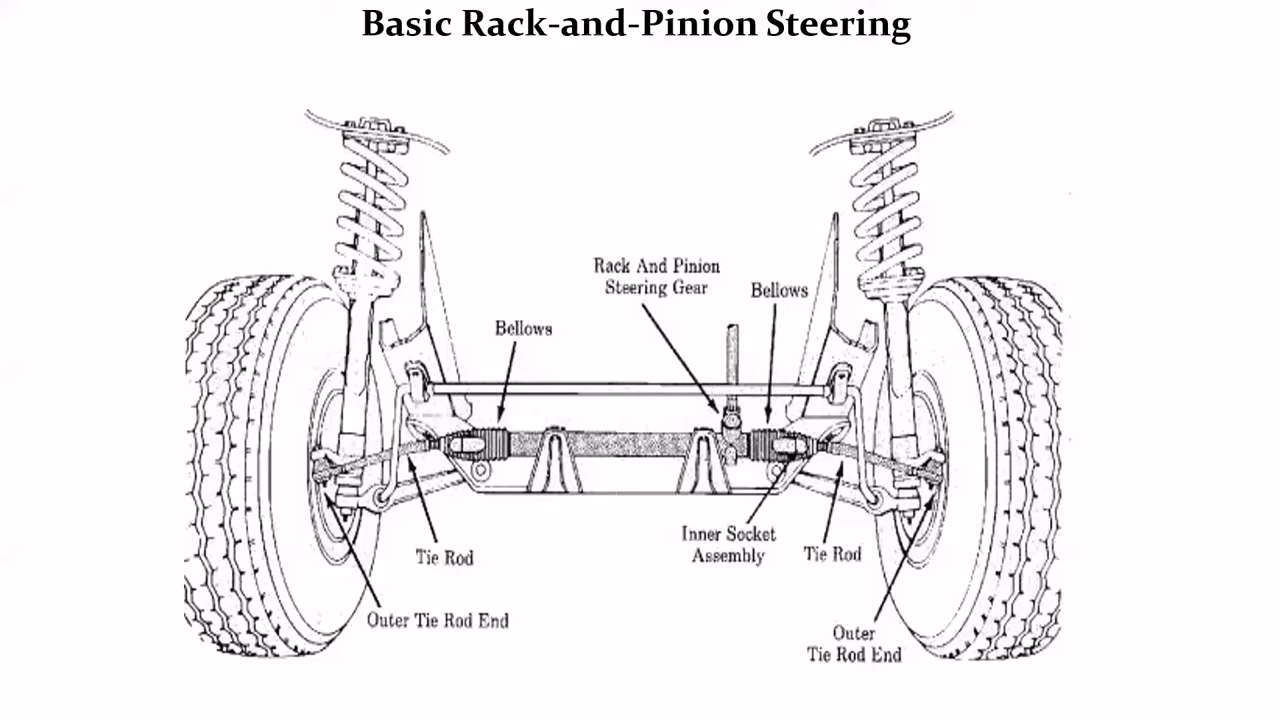 Basic Rack-and-Pinion Steering
Rack And Pinion
Steering Gear
Bellows
Bellows
Inner Socket
Assembly
Tie Rod
Tie Rod
Outer Tie Rod End
Outer
Tie Rod End